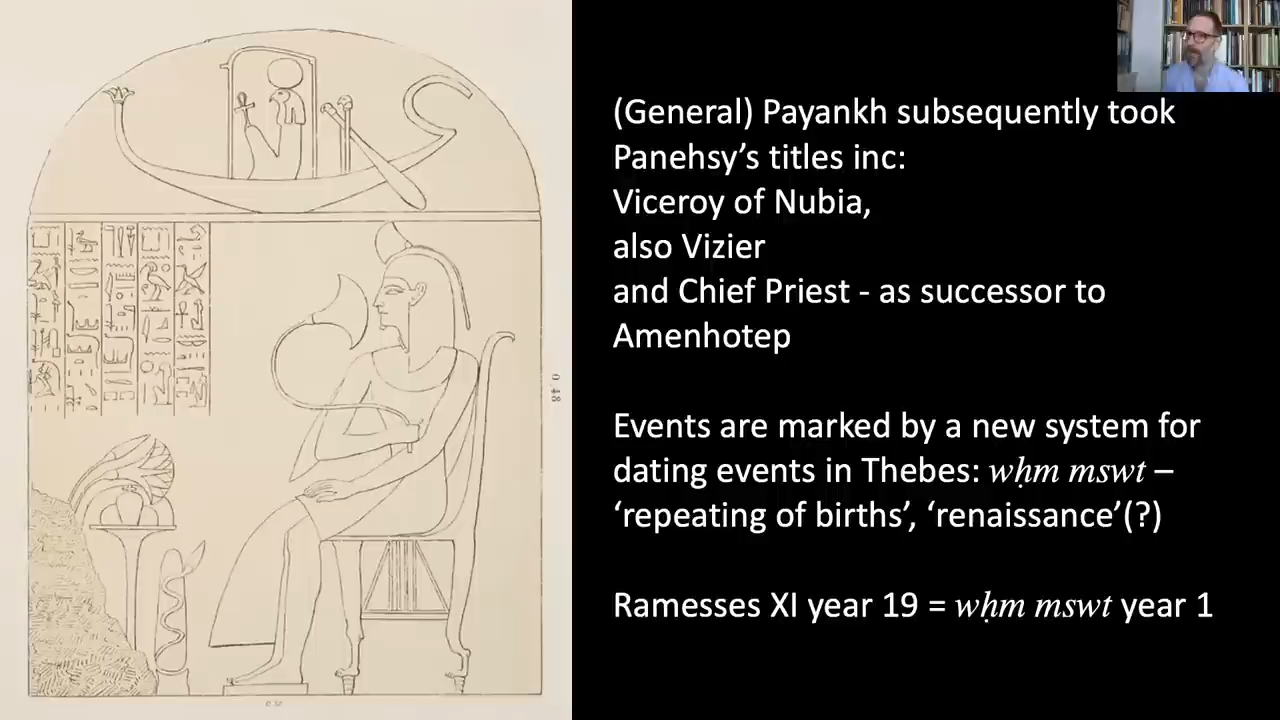 (General) Payankh subsequently took
Panehsy’s titles inc:
Viceroy of Nubia,
also Vizier
and Chief Priest - as successor to
Amenhotep
Events are marked by a new system for
dating events in Thebes: wḥm mswt –
‘repeating of births’, ‘renaissance’(?)
Ramesses XI year 19 = wḥm mswt year 1